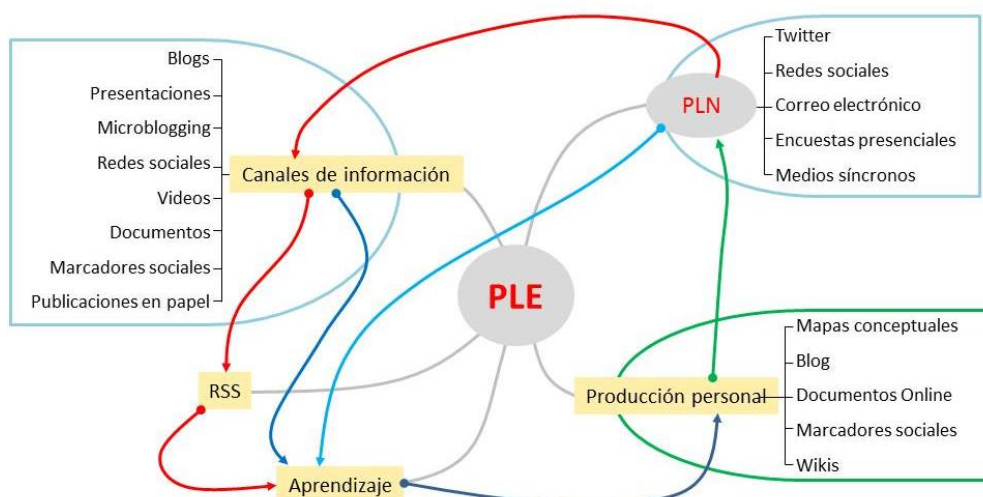 Blogs
Presentaciones
Microblogging
Redes sociales
Videos
Documentos
Marcadores sociales
Publicaciones en papel
Canales de información
PLN
Twitter
Redes sociales
Correo electrónico
Encuestas presenciales
Medios síncronos
PLE
RSS
Aprendizaje
Producción personal
Mapas conceptuales
Blog
Documentos Online
Marcadores sociales
Wikis